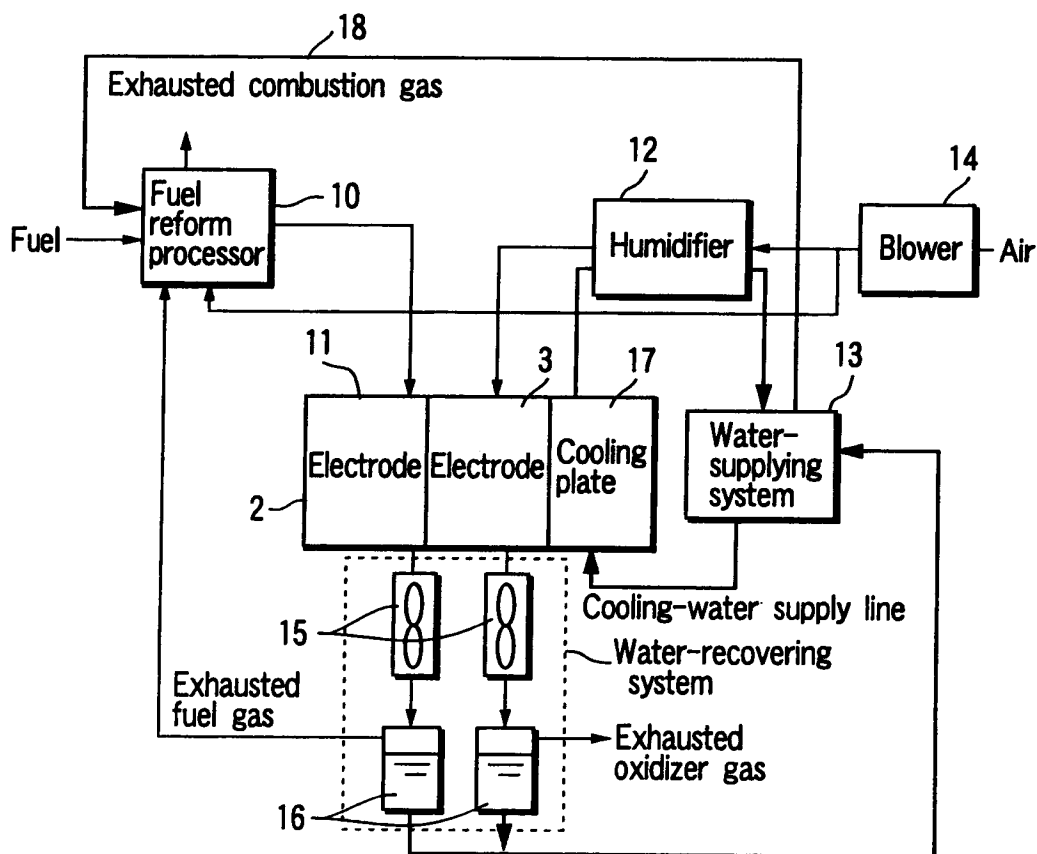 18
Exhausted combustion gas
12
14
Fuel
reform
processor
10
Fuel
Humidifier
Blower
Air
11
3
17
13
Electrode
Electrode
Cooling
plate
Water-
supplying
system
2
Cooling-water supply line
15
Water-recovering
system
Exhausted
fuel gas
Exhausted
oxidizer gas
16